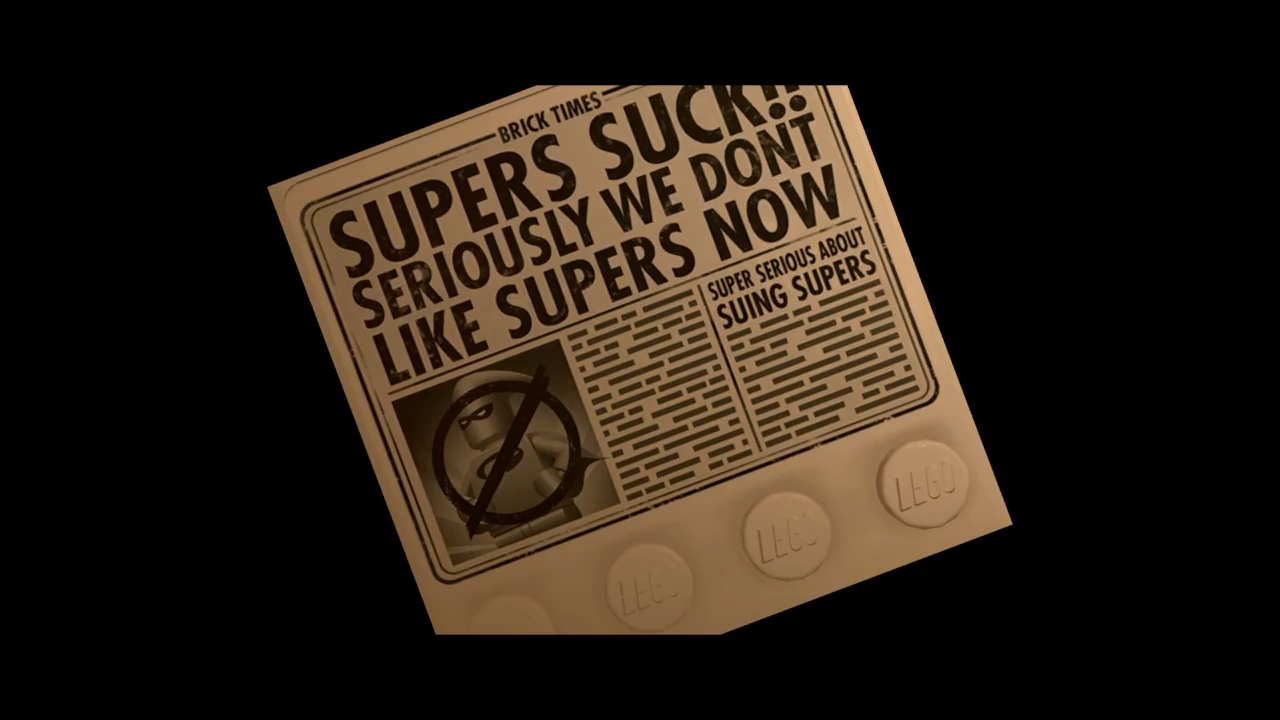 BRICK TIMES
SUPERS SUCK!!
SERIOUSLY WE DONT
LIKE SUPERS NOW
SUPER SERIOUS ABOUT
SUING SUPERS
LEGO
LEGO
LEGO